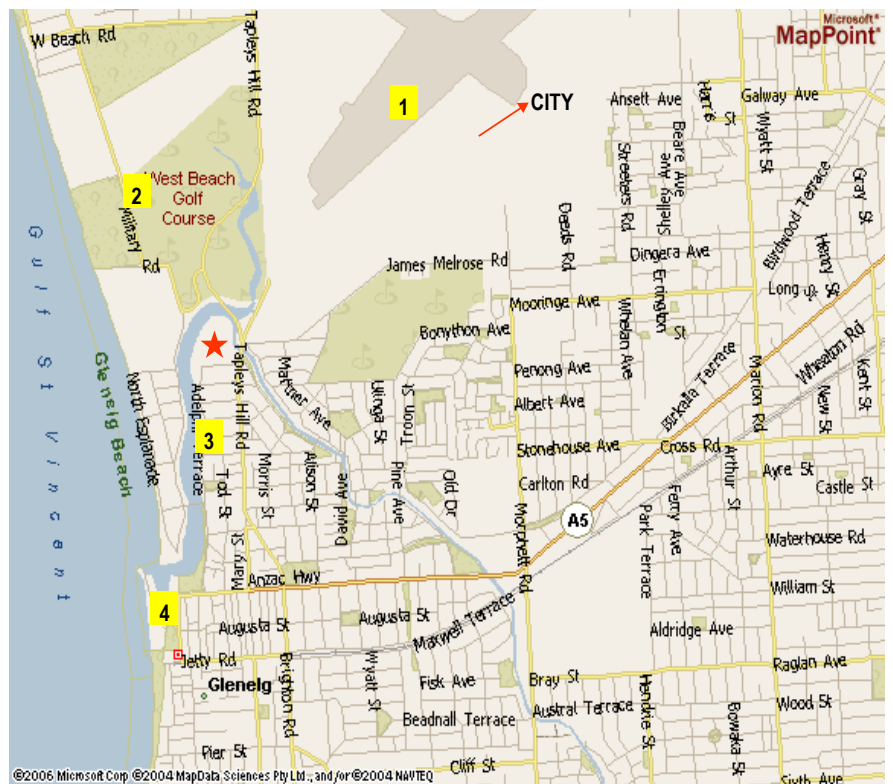 W Beach Rd
Tapleys Hill Rd
Microsoft®
MapPoint®
1
CITY
Ansett Ave
Harris St
Galway Ave
Wyatt St
Beare Ave
Streeters Rd
Shelley Ave
Birdwood Terrace
Gray St
2
West Beach
Golf
Course
Military
Rd
Deeds Rd
Dingera Ave
Henry St
James Melrose Rd
Errington
St
Long St
Mooringe Ave
Bonython Ave
Whelan Ave
Gulf St Vincent
Glenelg Beach
North Esplanade
Tapleys Hill Rd
Mattner Ave
Penong Ave
Birkalla Terrace
Marion Rd
Wheaton Rd
Kent St
Albert Ave
Ulinga St
Troon St
New St
Adelphi Terrace
3
Stonehouse Ave
Cross Rd
Arthur St
Ayre St
Castle St
Carlton Rd
Trod St
Morris St
Alison St
David Ave
Pine Ave
Old Dr
Morphett Rd
A5
Park Terrace
Ferry Ave
Waterhouse Rd
Mary St
Anzac Hwy
William St
4
Augusta St
Augusta St
Maxwell Terrace
Aldridge Ave
Jetty Rd
Brighton Rd
Glenelg
Wyatt St
Fisk Ave
Bray St
Raglan Ave
Hendrie St
Wood St
Beadnall Terrace
Austral Terrace
Bowaka St
Pier St
Cliff St
Sixth Ave
©2006 Microsoft Corp ©2004 MapData Sciences Pty Ltd., and/or ©2004 NAVTEQ